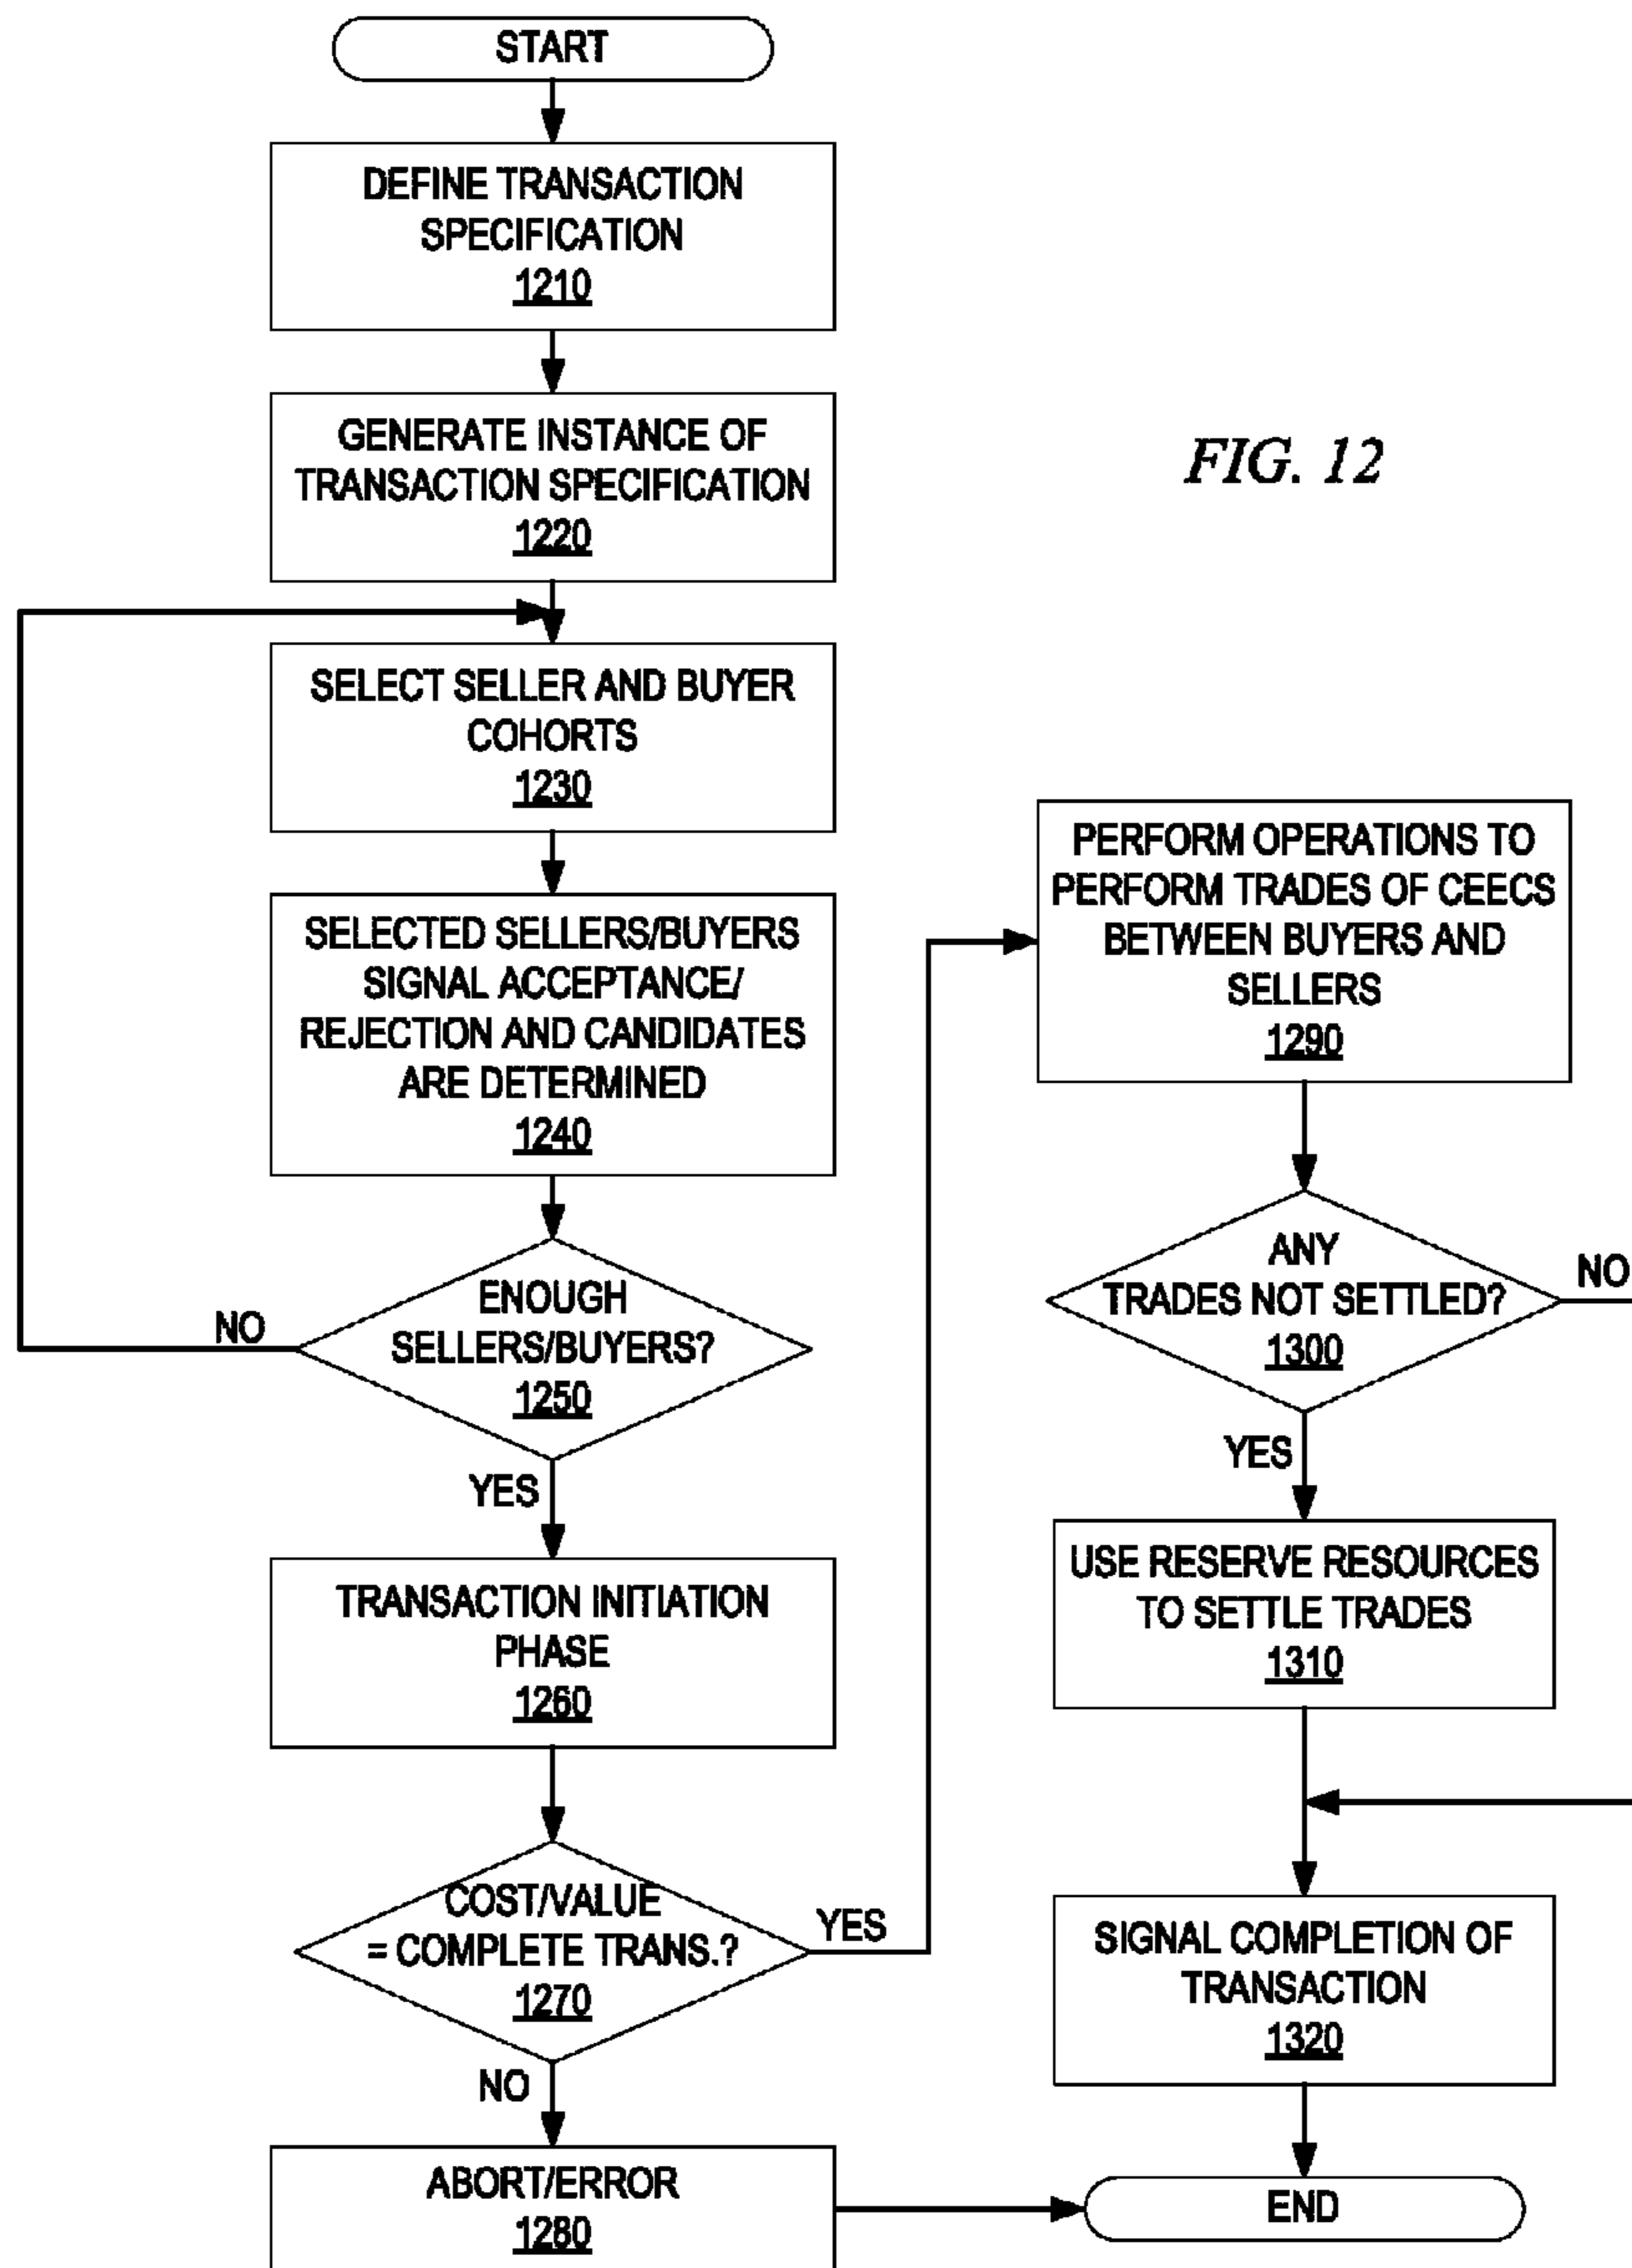 START
DEFINE TRANSACTION
SPECIFICATION
1210
GENERATE INSTANCE OF
TRANSACTION SPECIFICATION
1220
FIG. 12
SELECT SELLER AND BUYER
COHORTS
1230
SELECTED SELLERS/BUYERS
SIGNAL ACCEPTANCE/
REJECTION AND CANDIDATES
ARE DETERMINED
1240
NO
ENOUGH
SELLERS/BUYERS?
1250
YES
TRANSACTION INITIATION
PHASE
1260
COST/VALUE
= COMPLETE TRANS.?
1270
YES
NO
ABORT/ERROR
1280
PERFORM OPERATIONS TO
PERFORM TRADES OF CEECS
BETWEEN BUYERS AND
SELLERS
1290
ANY
TRADES NOT SETTLED?
1300
NO
YES
USE RESERVE RESOURCES
TO SETTLE TRADES
1310
SIGNAL COMPLETION OF
TRANSACTION
1320
END